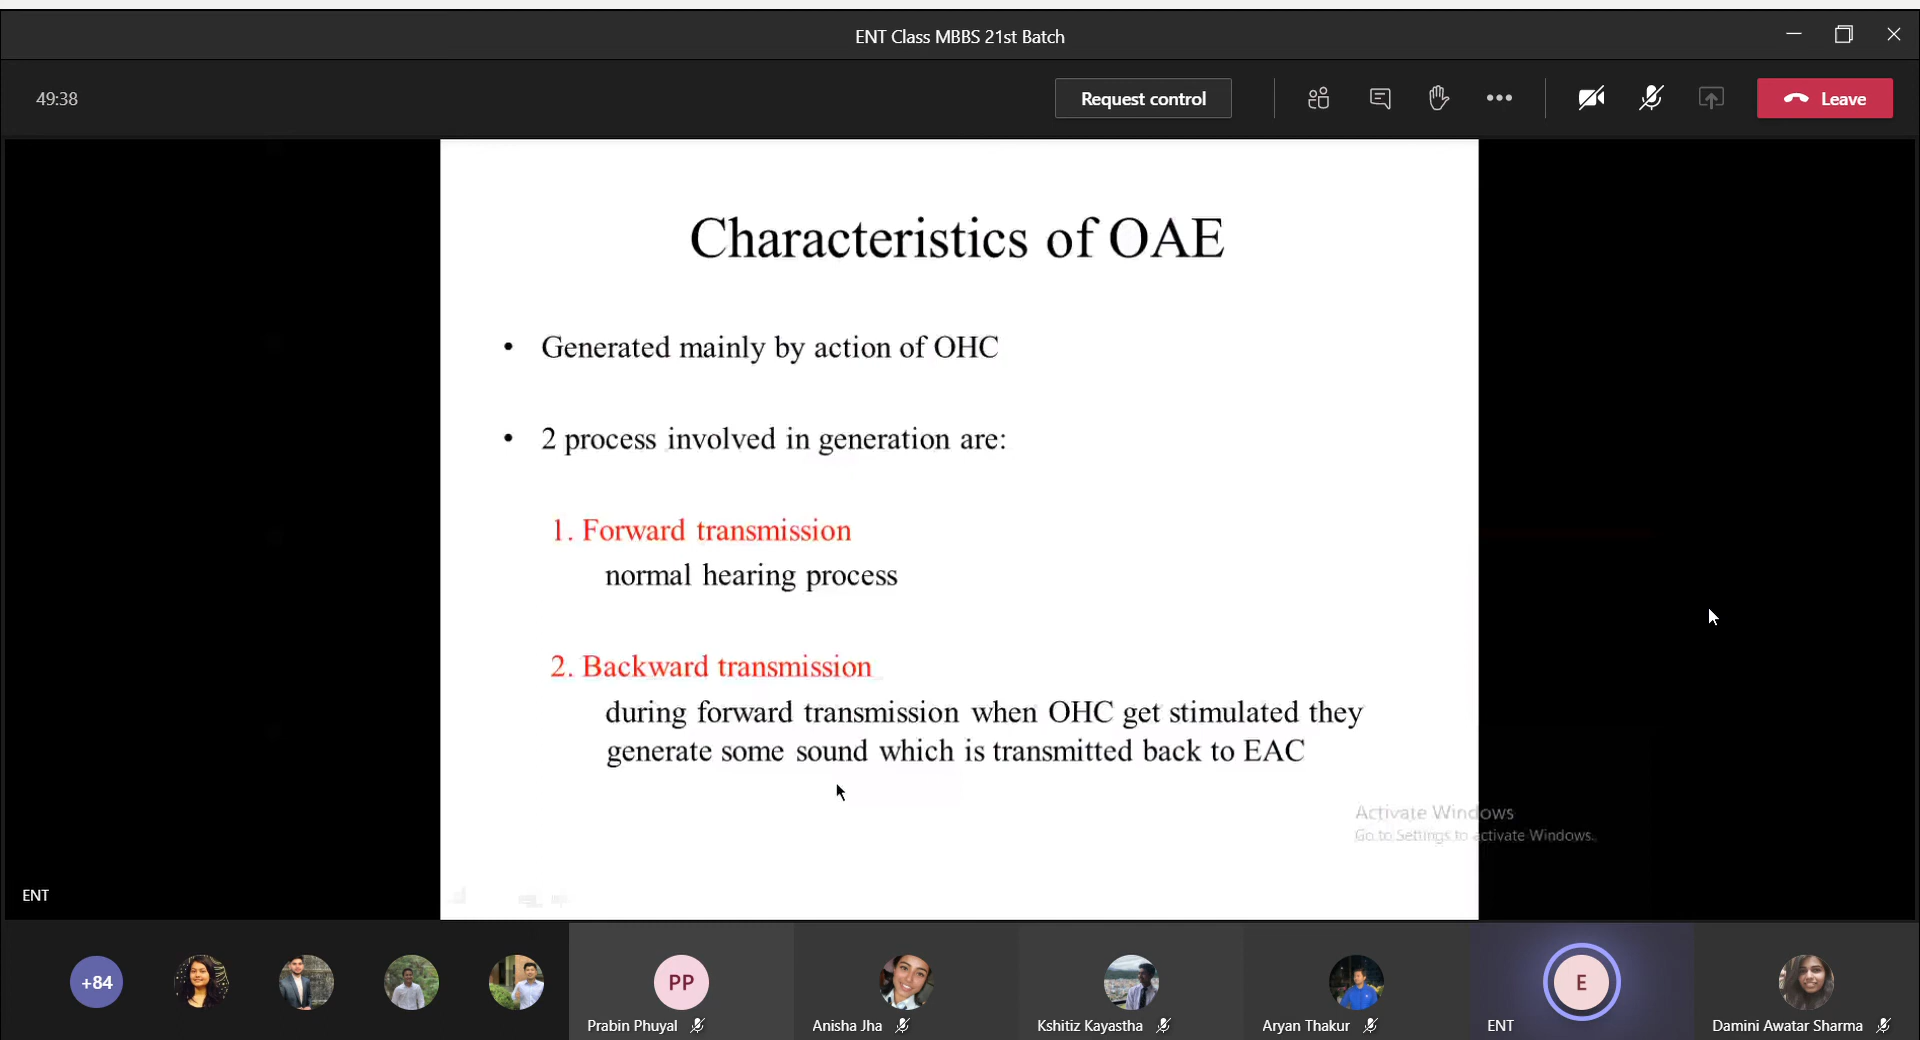 ENT Class MBBS 21st Batch
49:38
Request control
Leave
Characteristics of OAE
• Generated mainly by action of OHC
• 2 process involved in generation are:
1. Forward transmission
normal hearing process
2. Backward transmission
during forward transmission when OHC get stimulated they
generate some sound which is transmitted back to EAC
Activate Windows
Go to Settings to activate Windows.
ENT
+84
PP
E
Prabin Phuyal
Anisha Jha
Kshitiz Kayastha
Aryan Thakur
ENT
Damini Awatar Sharma